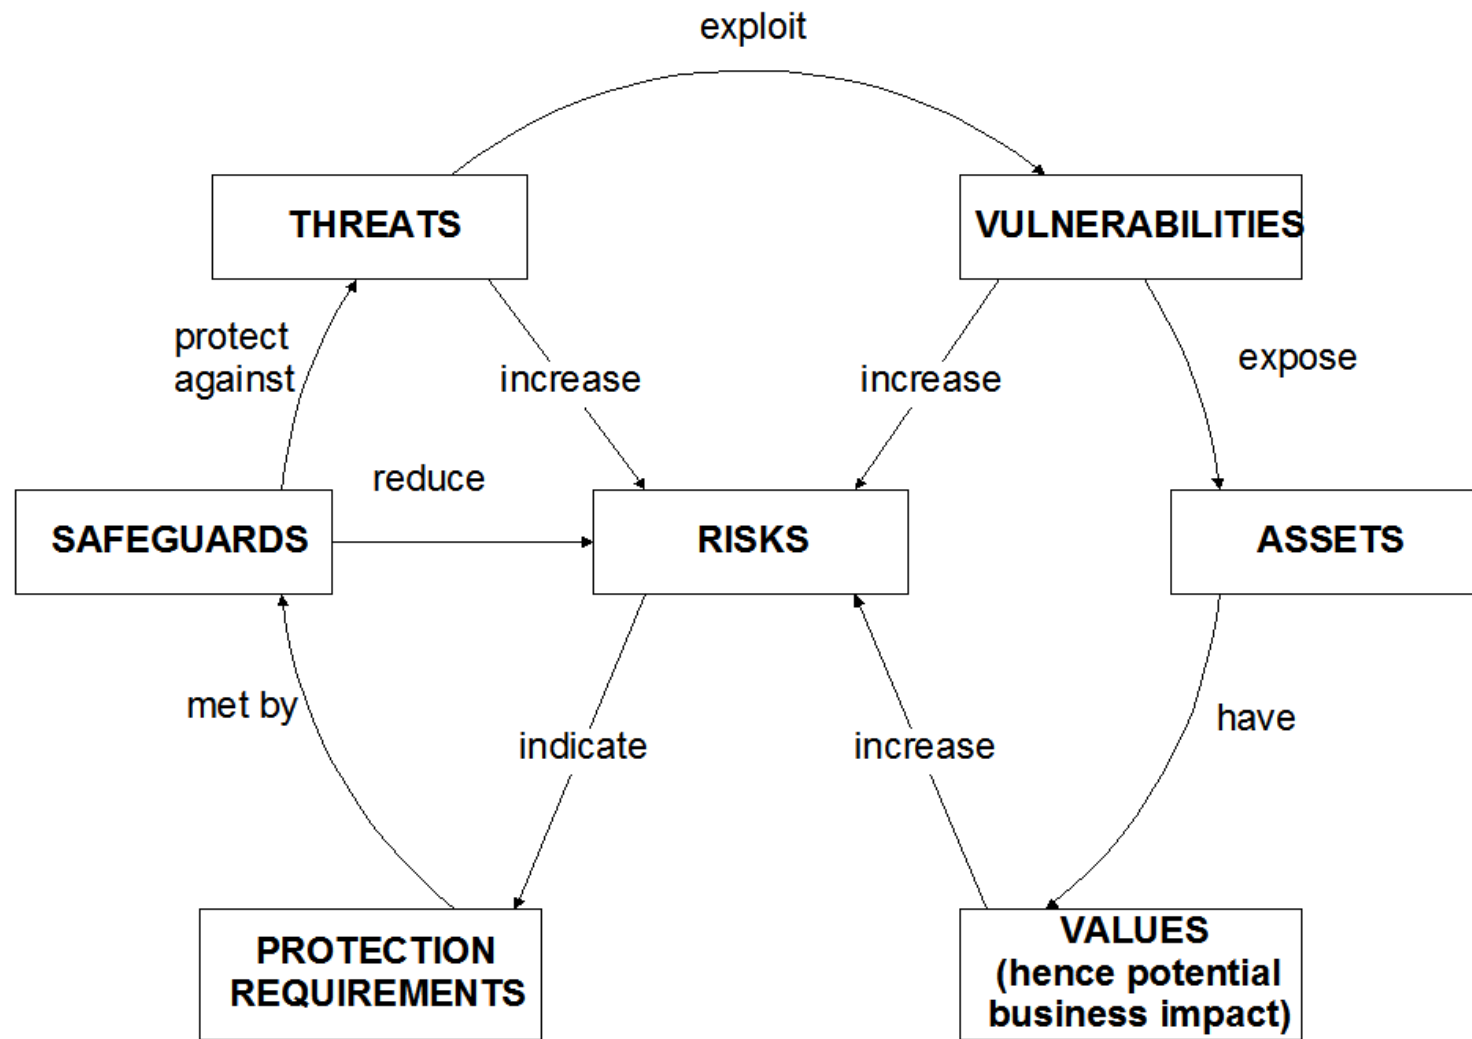 exploit
THREATS
VULNERABILITIES
protect
against
increase
increase
expose
reduce
SAFEGUARDS
RISKS
ASSETS
met by
indicate
increase
have
PROTECTION
REQUIREMENTS
VALUES
(hence potential
business impact)